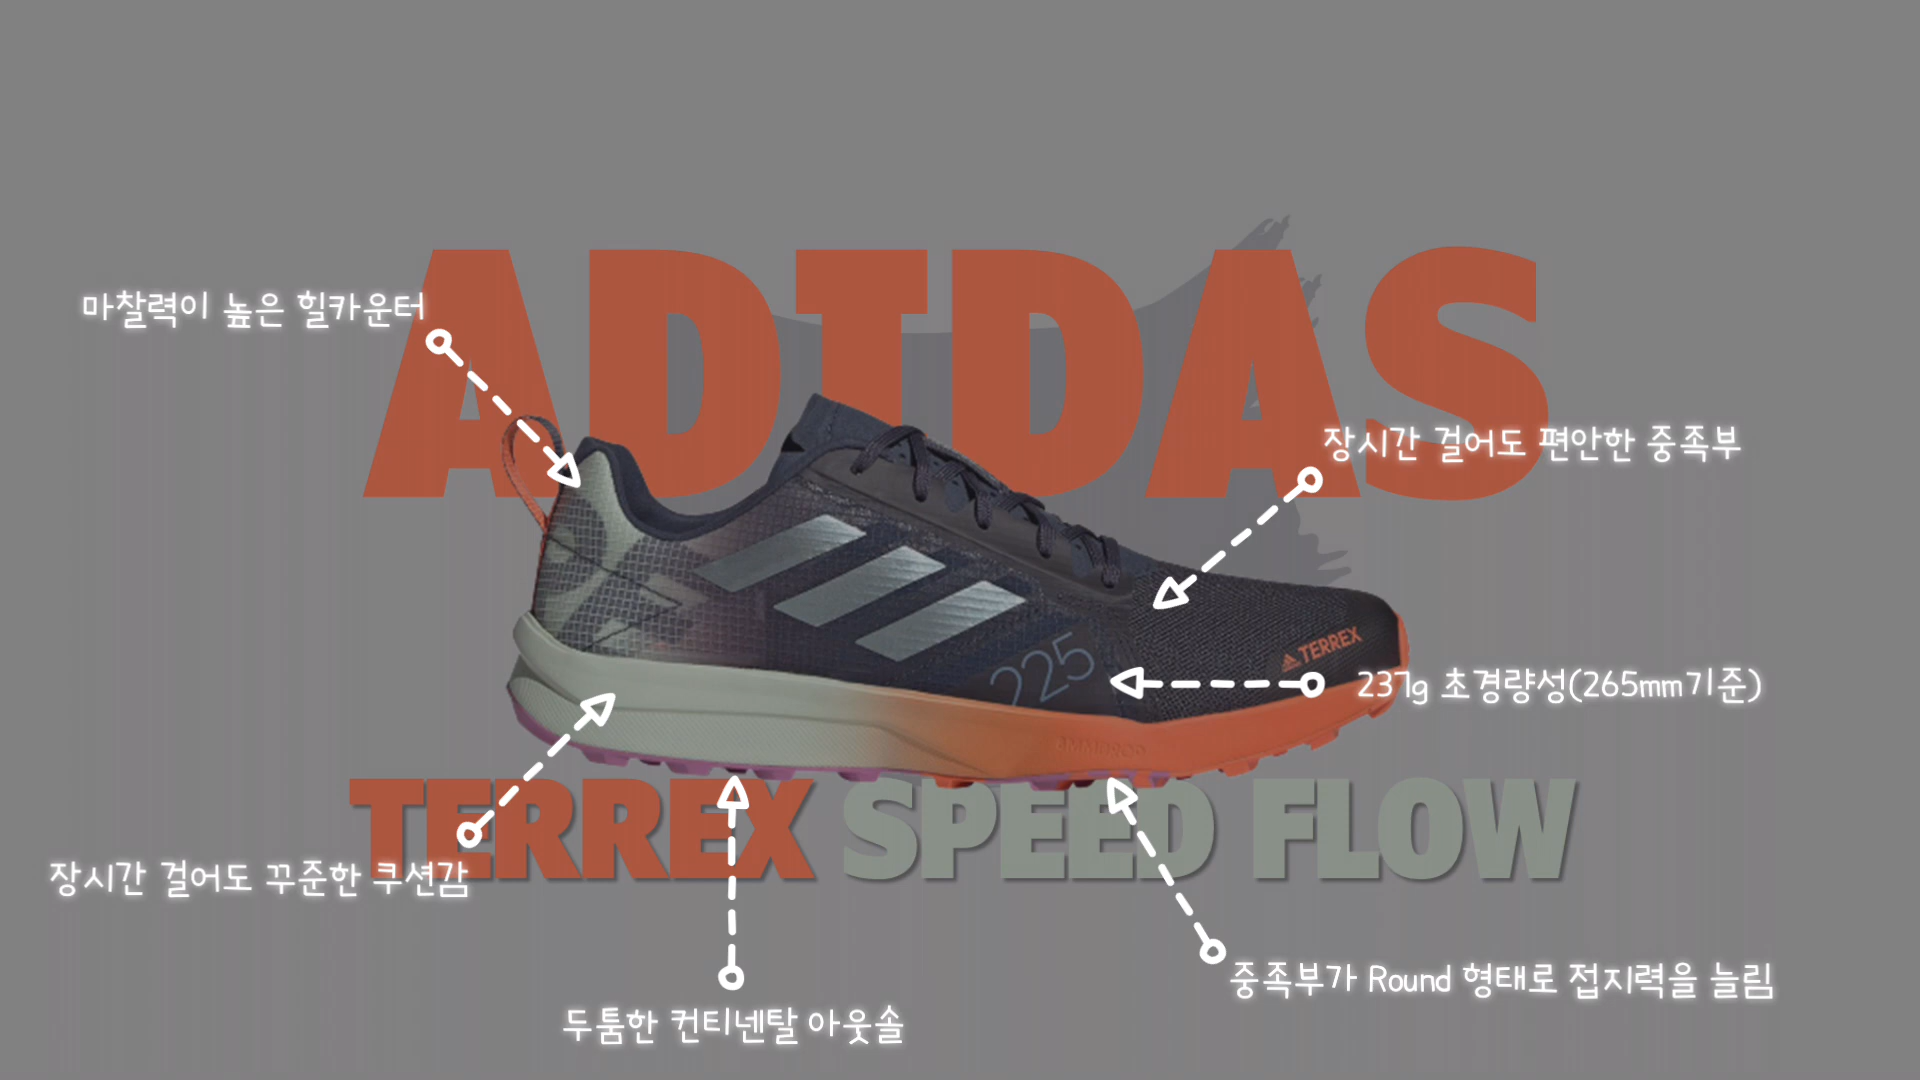 ADIDAS
마찰력이 높은 힐카운터
장시간 걸어도 편안한 중족부
225
TERREX
237g 초경량성(265mm기준)
TERREX SPEED FLOW
장시간 걸어도 꾸준한 쿠션감
중족부가 Round 형태로 접지력을 늘림
두툼한 컨티넨탈 아웃솔